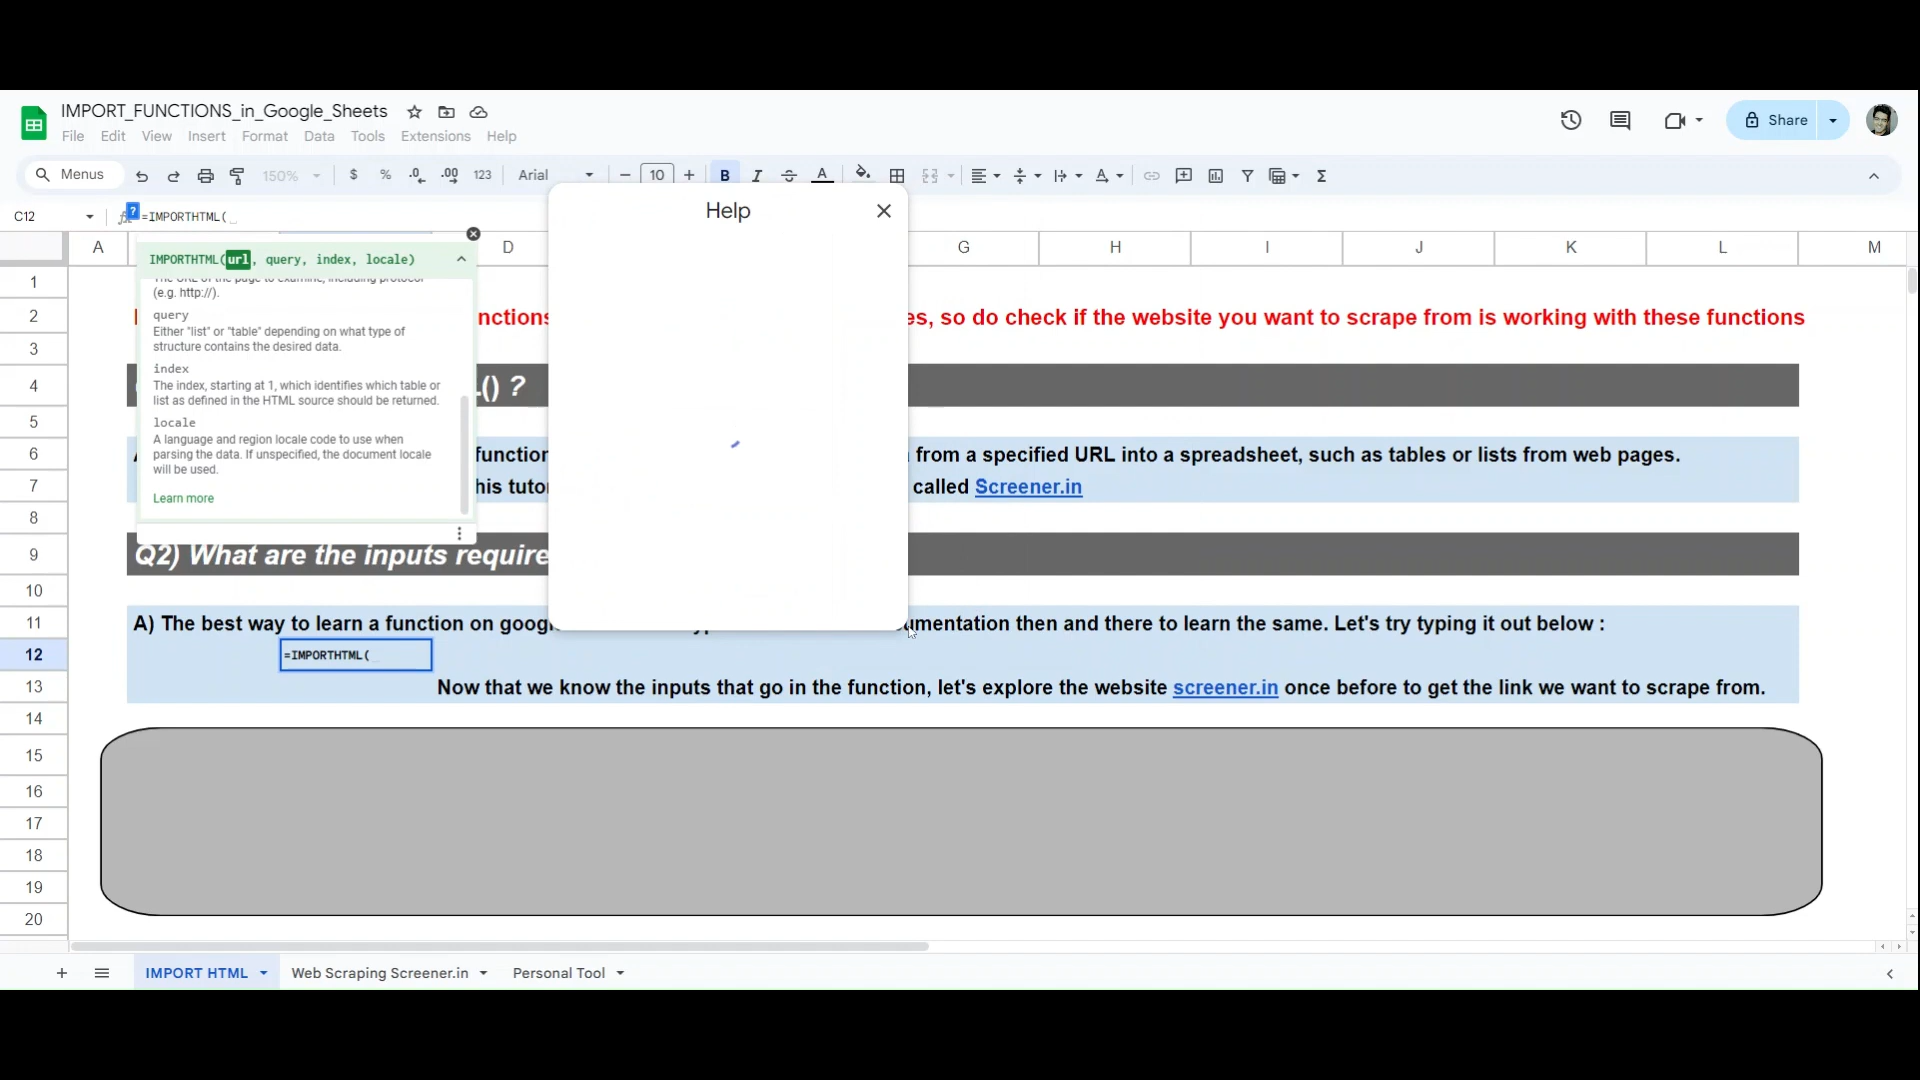 IMPORT_FUNCTIONS_in_Google_Sheets
File Edit View Insert Format Data Tools Extensions Help
Share
Menus 150% $ % .0 .00 123 Arial 10 B I A Σ
C12 fx ? =IMPORTHTML(
Help
A D G H I J K L M
IMPORTHTML(url, query, index, locale)
(e.g. http://).
query
Either "list" or "table" depending on what type of
structure contains the desired data.
index
The index, starting at 1, which identifies which table or
list as defined in the HTML source should be returned.
locale
A language and region locale code to use when
parsing the data. If unspecified, the document locale
will be used.
Learn more
1
2 nctions es, so do check if the website you want to scrape from is working with these functions
3
4 () ?
5
6 function from a specified URL into a spreadsheet, such as tables or lists from web pages.
7 his tuto called Screener.in
8
9 Q2) What are the inputs require
10
11 A) The best way to learn a function on goog umentation then and there to learn the same. Let's try typing it out below :
12 =IMPORTHTML(
13 Now that we know the inputs that go in the function, let's explore the website screener.in once before to get the link we want to scrape from.
14
15
16
17
18
19
20
IMPORT HTML Web Scraping Screener.in Personal Tool